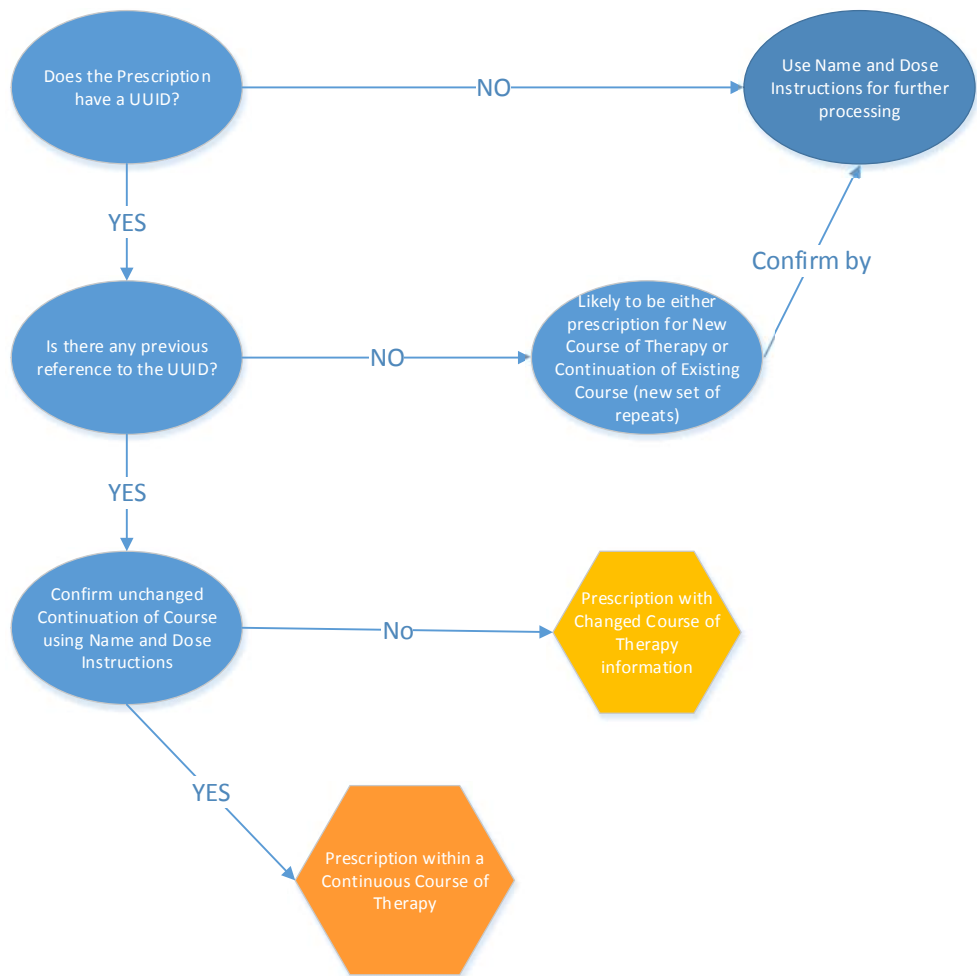 Does the Prescription
have a UUID?
NO
Use Name and Dose
Instructions for further
processing
YES
Confirm by
Is there any previous
reference to the UUID?
NO
Likely to be either
prescription for New
Course of Therapy or
Continuation of Existing
Course (new set of
repeats)
YES
Confirm unchanged
Continuation of Course
using Name and Dose
Instructions
No
Prescription with
Changed Course of
Therapy
information
YES
Prescription within a
Continuous Course of
Therapy